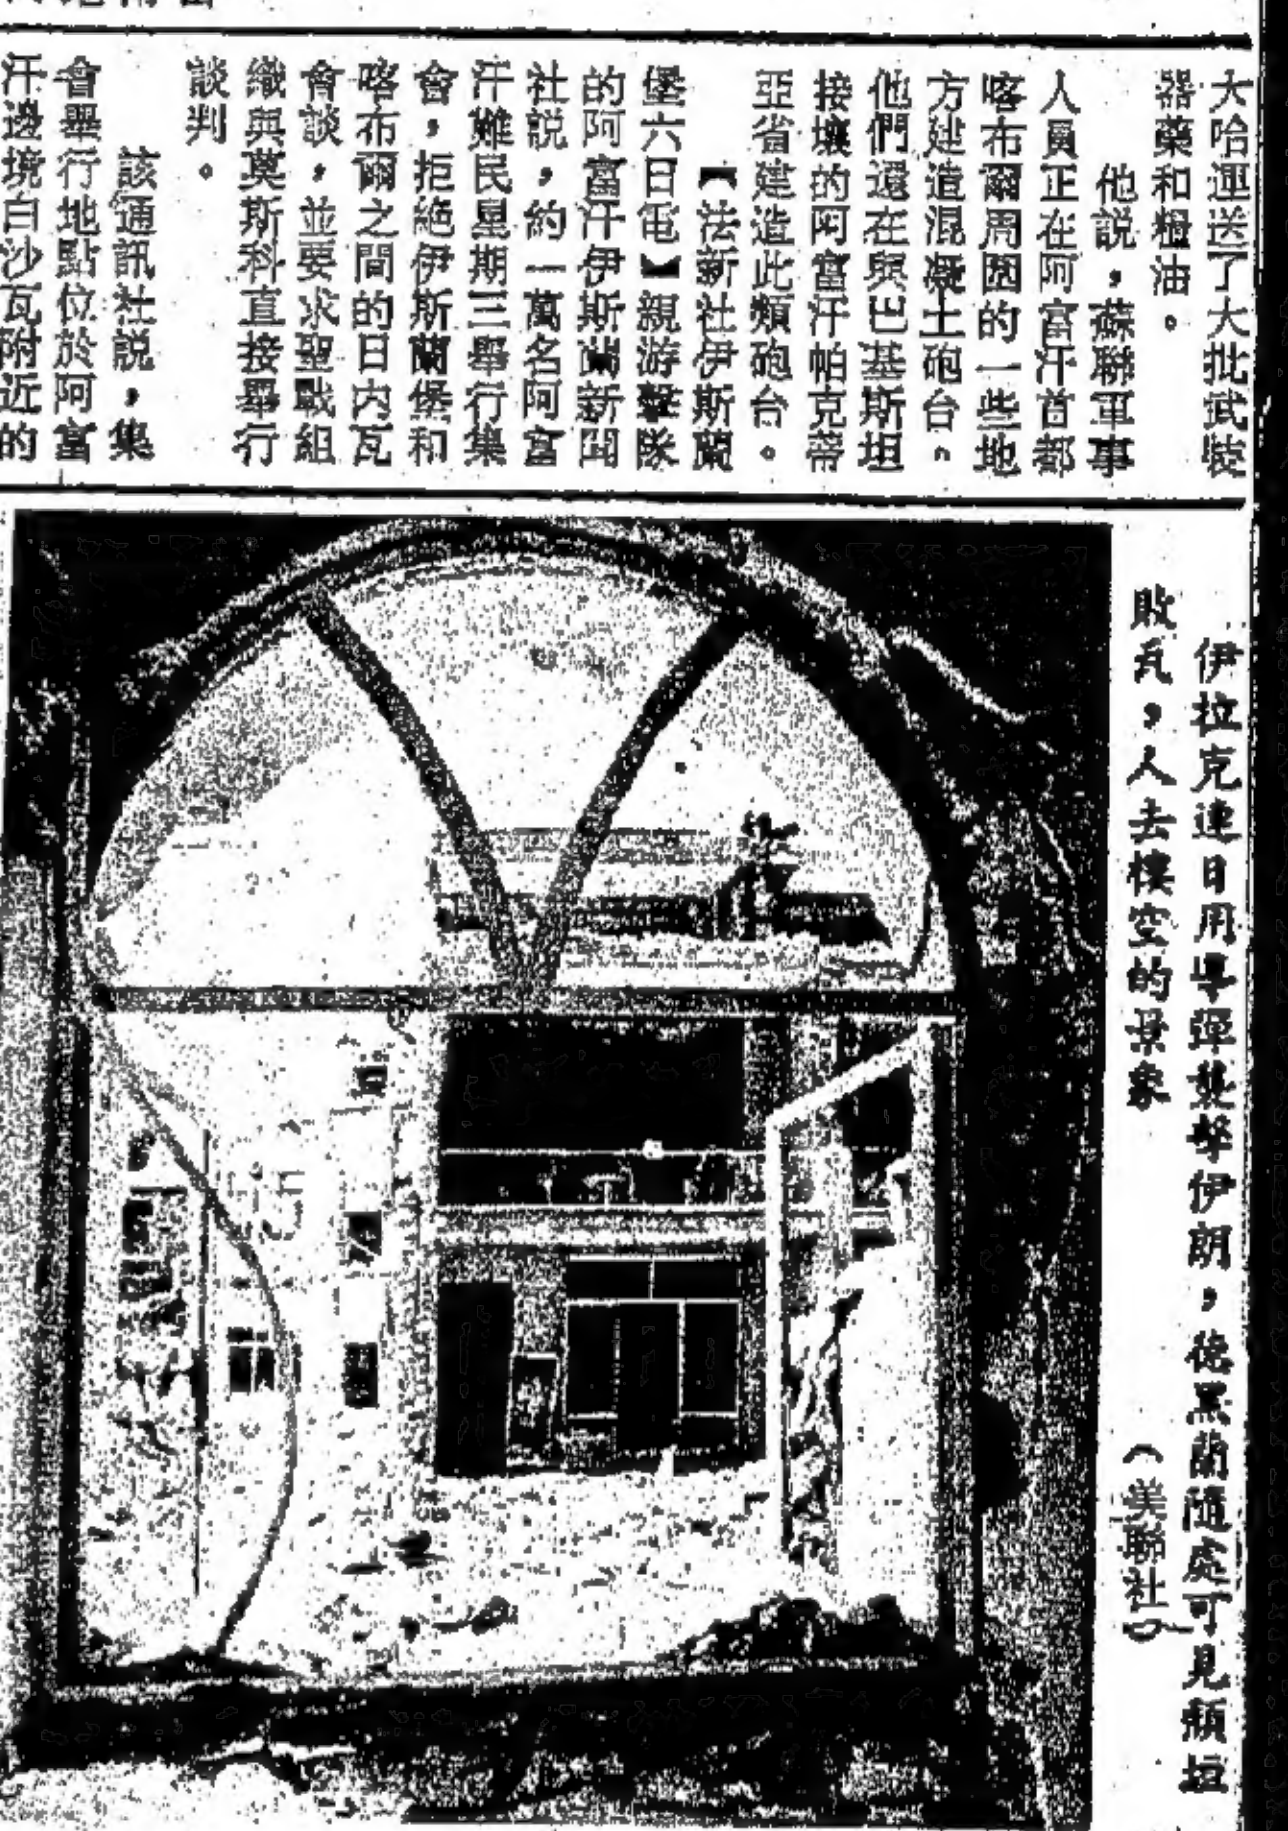 大哈運送了大批武裝
器藥和糧油。
他説，蘇聯軍事
人員正在阿富汗首都
喀布爾周圍的一些地
方建造混凝土砲台。
他們還在與巴基斯坦
接壤的阿富汗帕克蒂
亞省建造此類砲台。
【法新社伊斯蘭
堡六日電】親游擊隊
的阿富汗伊斯蘭新聞
社説，約一萬名阿富
汗難民星期三舉行集
會，拒絶伊斯蘭堡和
喀布爾之間的日内瓦
會談，並要求聖戰組
織與莫斯科直接舉行
談判。
該通訊社説，集
會舉行地點位於阿富
汗邊境白沙瓦附近的
伊拉克連日用導彈襲擊伊朗，德黑蘭隨處可見頹垣
敗瓦，人去樓空的景象
（美聯社）